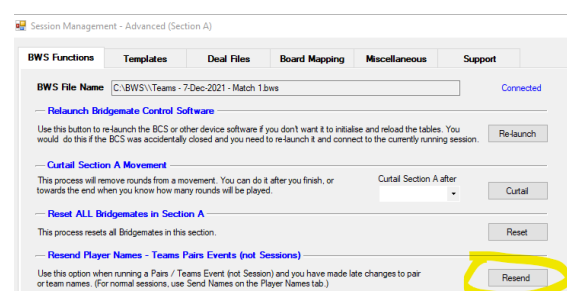 Session Management - Advanced (Section A)
BWS Functions Templates Deal Files Board Mapping Miscellaneous Support
BWS File Name C:\BWS\\Teams - 7-Dec-2021 - Match 1.bws Connected
Relaunch Bridgemate Control Software
Use this button to re-launch the BCS or other device software if you don't want it to initialise and reload the tables. You
would do this if the BCS was accidentally closed and you need to re-launch it and connect to the currently running session.
Re-launch
Curtail Section A Movement
This process will remove rounds from a movement. You can do it after you finish, or
towards the end when you know how many rounds will be played.
Curtail Section A after
Curtail
Reset ALL Bridgemates in Section A
This process resets all Bridgemates in this section.
Reset
Resend Player Names - Teams Pairs Events (not Sessions)
Use this option when running a Pairs / Teams Event (not Session) and you have made late changes to pair
or team names. (For normal sessions, use Send Names on the Player Names tab.)
Resend